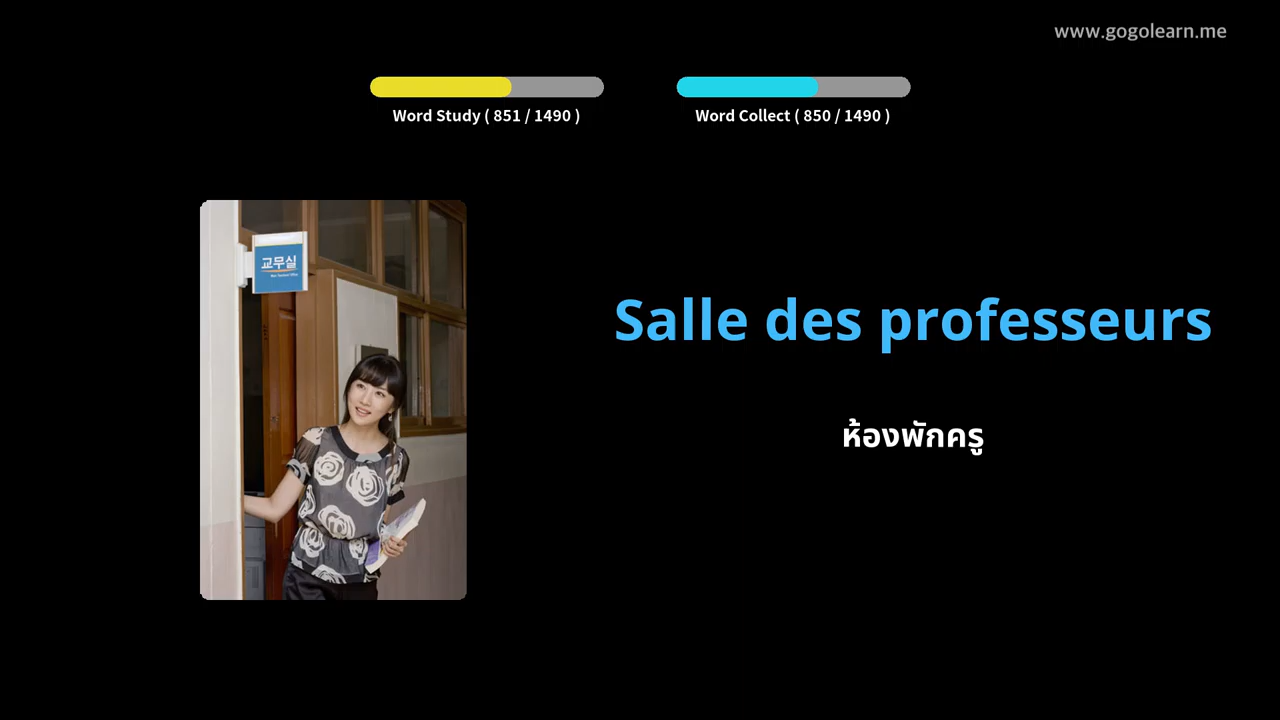 www.gogolearn.me
Word Study ( 851 / 1490 )
Word Collect ( 850 / 1490 )
교무실
Salle des professeurs
ห้องพักครู